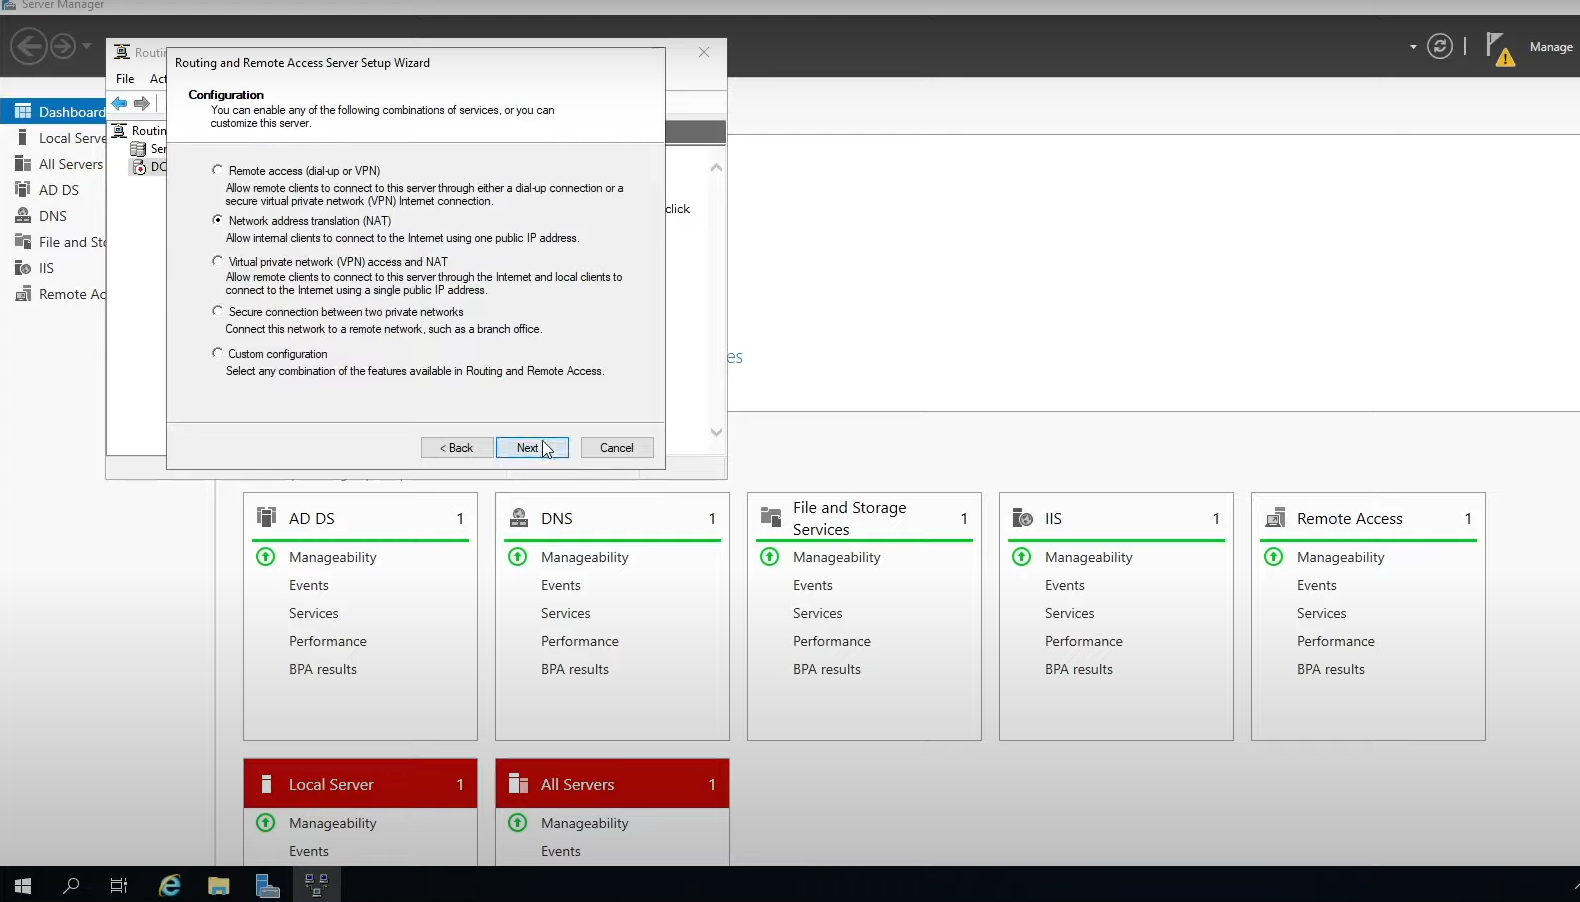 Server Manager
Manage
Routin
File Act
Routing and Remote Access Server Setup Wizard
Configuration
You can enable any of the following combinations of services, or you can
customize this server.
Remote access (dial-up or VPN)
Allow remote clients to connect to this server through either a dial-up connection or a
secure virtual private network (VPN) Internet connection.
Network address translation (NAT)
Allow internal clients to connect to the Internet using one public IP address.
Virtual private network (VPN) access and NAT
Allow remote clients to connect to this server through the Internet and local clients to
connect to the Internet using a single public IP address.
Secure connection between two private networks
Connect this network to a remote network, such as a branch office.
Custom configuration
Select any combination of the features available in Routing and Remote Access.
< Back Next Cancel
Routin
Ser
DC
click
es
Dashboard
Local Serve
All Servers
AD DS
DNS
File and Sto
IIS
Remote Ac
AD DS 1
Manageability
Events
Services
Performance
BPA results
DNS 1
Manageability
Events
Services
Performance
BPA results
File and Storage
Services 1
Manageability
Events
Services
Performance
BPA results
IIS 1
Manageability
Events
Services
Performance
BPA results
Remote Access 1
Manageability
Events
Services
Performance
BPA results
Local Server 1
Manageability
Events
All Servers 1
Manageability
Events